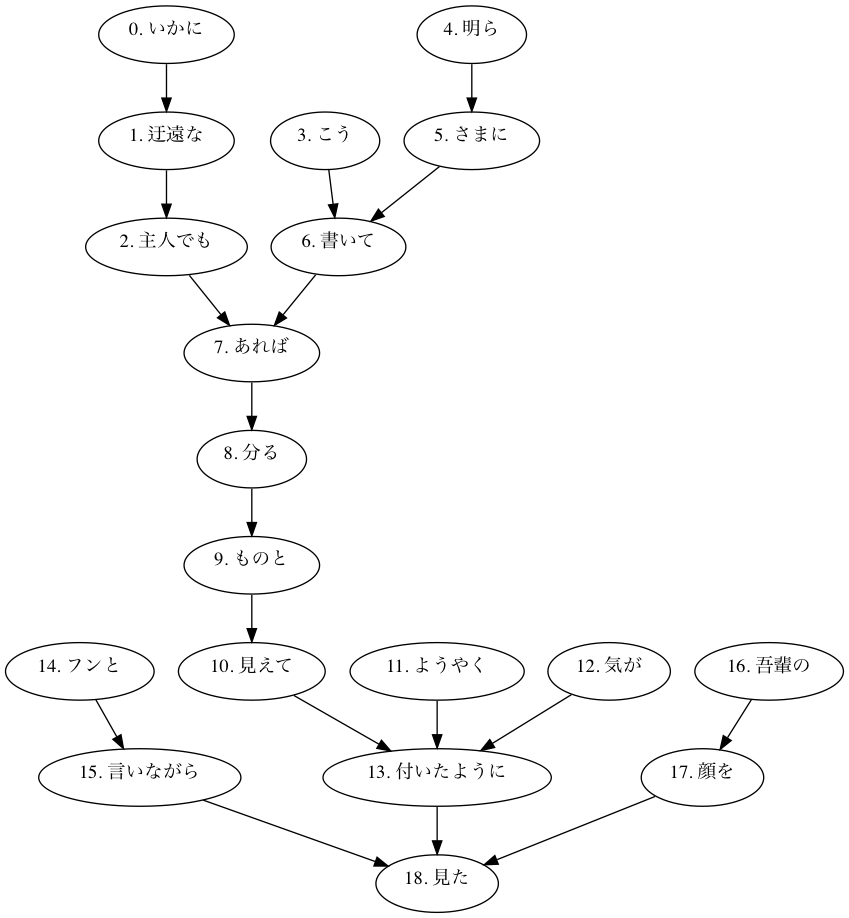 0. いかに
4. 明ら
1. 迂遠な
3. こう
5. さまに
2. 主人でも
6. 書いて
7. あれば
8. 分る
9. ものと
14. フンと
10. 見えて
11. ようやく
12. 気が
16. 吾輩の
15. 言いながら
13. 付いたように
17. 顔を
18. 見た